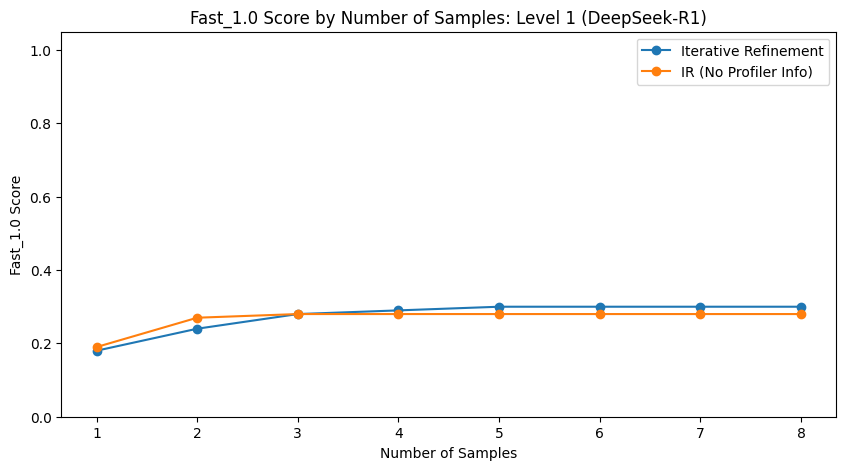 Fast_1.0 Score by Number of Samples: Level 1 (DeepSeek-R1)
Iterative Refinement
IR (No Profiler Info)
Fast_1.0 Score
1.0
0.8
0.6
0.4
0.2
0.0
1 2 3 4 5 6 7 8
Number of Samples